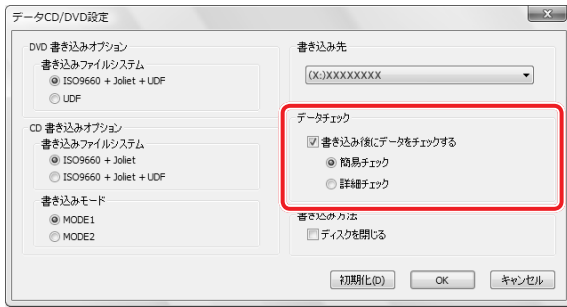 データCD/DVD設定
DVD 書き込みオプション
書き込みファイルシステム
ISO9660 + Joliet + UDF
UDF
CD 書き込みオプション
書き込みファイルシステム
ISO9660 + Joliet
ISO9660 + Joliet + UDF
書き込みモード
MODE1
MODE2
書き込み先
(X:)XXXXXXXX
データチェック
書き込み後にデータをチェックする
簡易チェック
詳細チェック
書き込み方法
ディスクを閉じる
初期化(D)
OK
キャンセル